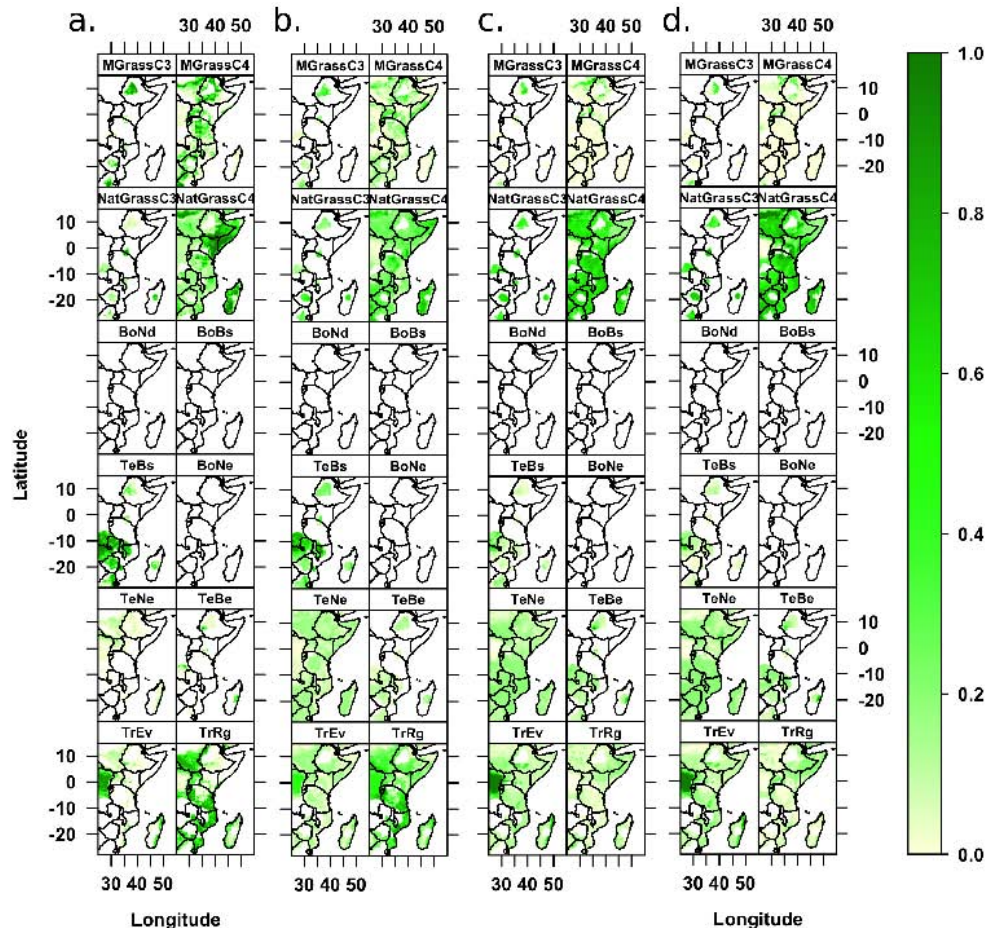 a. b. c. d.
30 40 50 30 40 50 30 40 50 30 40 50
MGrassC3 MGrassC4 MGrassC3 MGrassC4 MGrassC3 MGrassC4 MGrassC3 MGrassC4
10
0
-10
-20
NatGrassC3 NatGrassC4 NatGrassC3 NatGrassC4 NatGrassC3 NatGrassC4 NatGrassC3 NatGrassC4
10
0
-10
-20
BoNd BoBs BoNd BoBs BoNd BoBs BoNd BoBs
10
0
-10
-20
TeBs BoNe TeBs BoNe TeBs BoNe TeBs BoNe
10
0
-10
-20
TeNe TeBe TeNe TeBe TeNe TeBe TeNe TeBe
10
0
-10
-20
TrEv TrRg TrEv TrRg TrEv TrRg TrEv TrRg
10
0
-10
-20
30 40 50 30 40 50 30 40 50 30 40 50
Latitude
Longitude Longitude
1.0
0.8
0.6
0.4
0.2
0.0